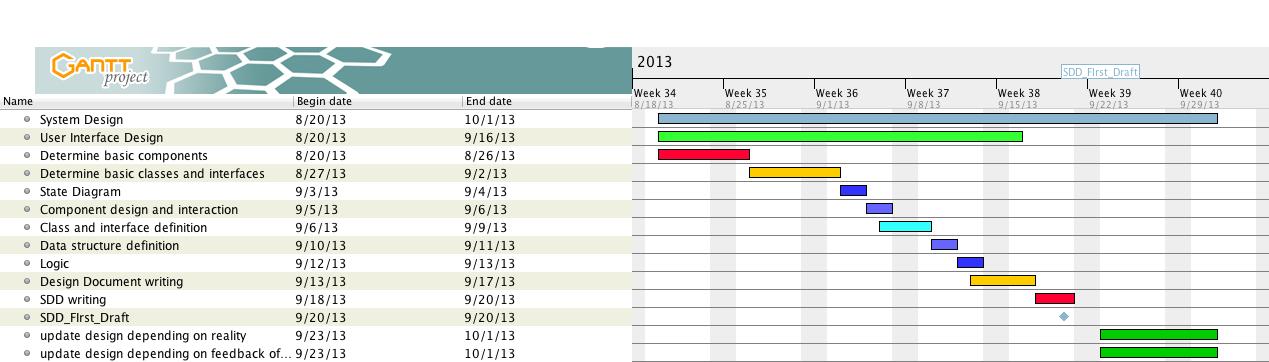 GANTT
project
2013
SDD_FIrst_Draft
Week 34 Week 35 Week 36 Week 37 Week 38 Week 39 Week 40
8/18/13 8/25/13 9/1/13 9/8/13 9/15/13 9/22/13 9/29/13
Name Begin date End date
System Design 8/20/13 10/1/13
User Interface Design 8/20/13 9/16/13
Determine basic components 8/20/13 8/26/13
Determine basic classes and interfaces 8/27/13 9/2/13
State Diagram 9/3/13 9/4/13
Component design and interaction 9/5/13 9/6/13
Class and interface definition 9/6/13 9/9/13
Data structure definition 9/10/13 9/11/13
Logic 9/12/13 9/13/13
Design Document writing 9/13/13 9/17/13
SDD writing 9/18/13 9/20/13
SDD_FIrst_Draft 9/20/13 9/20/13
update design depending on reality 9/23/13 10/1/13
update design depending on feedback of... 9/23/13 10/1/13